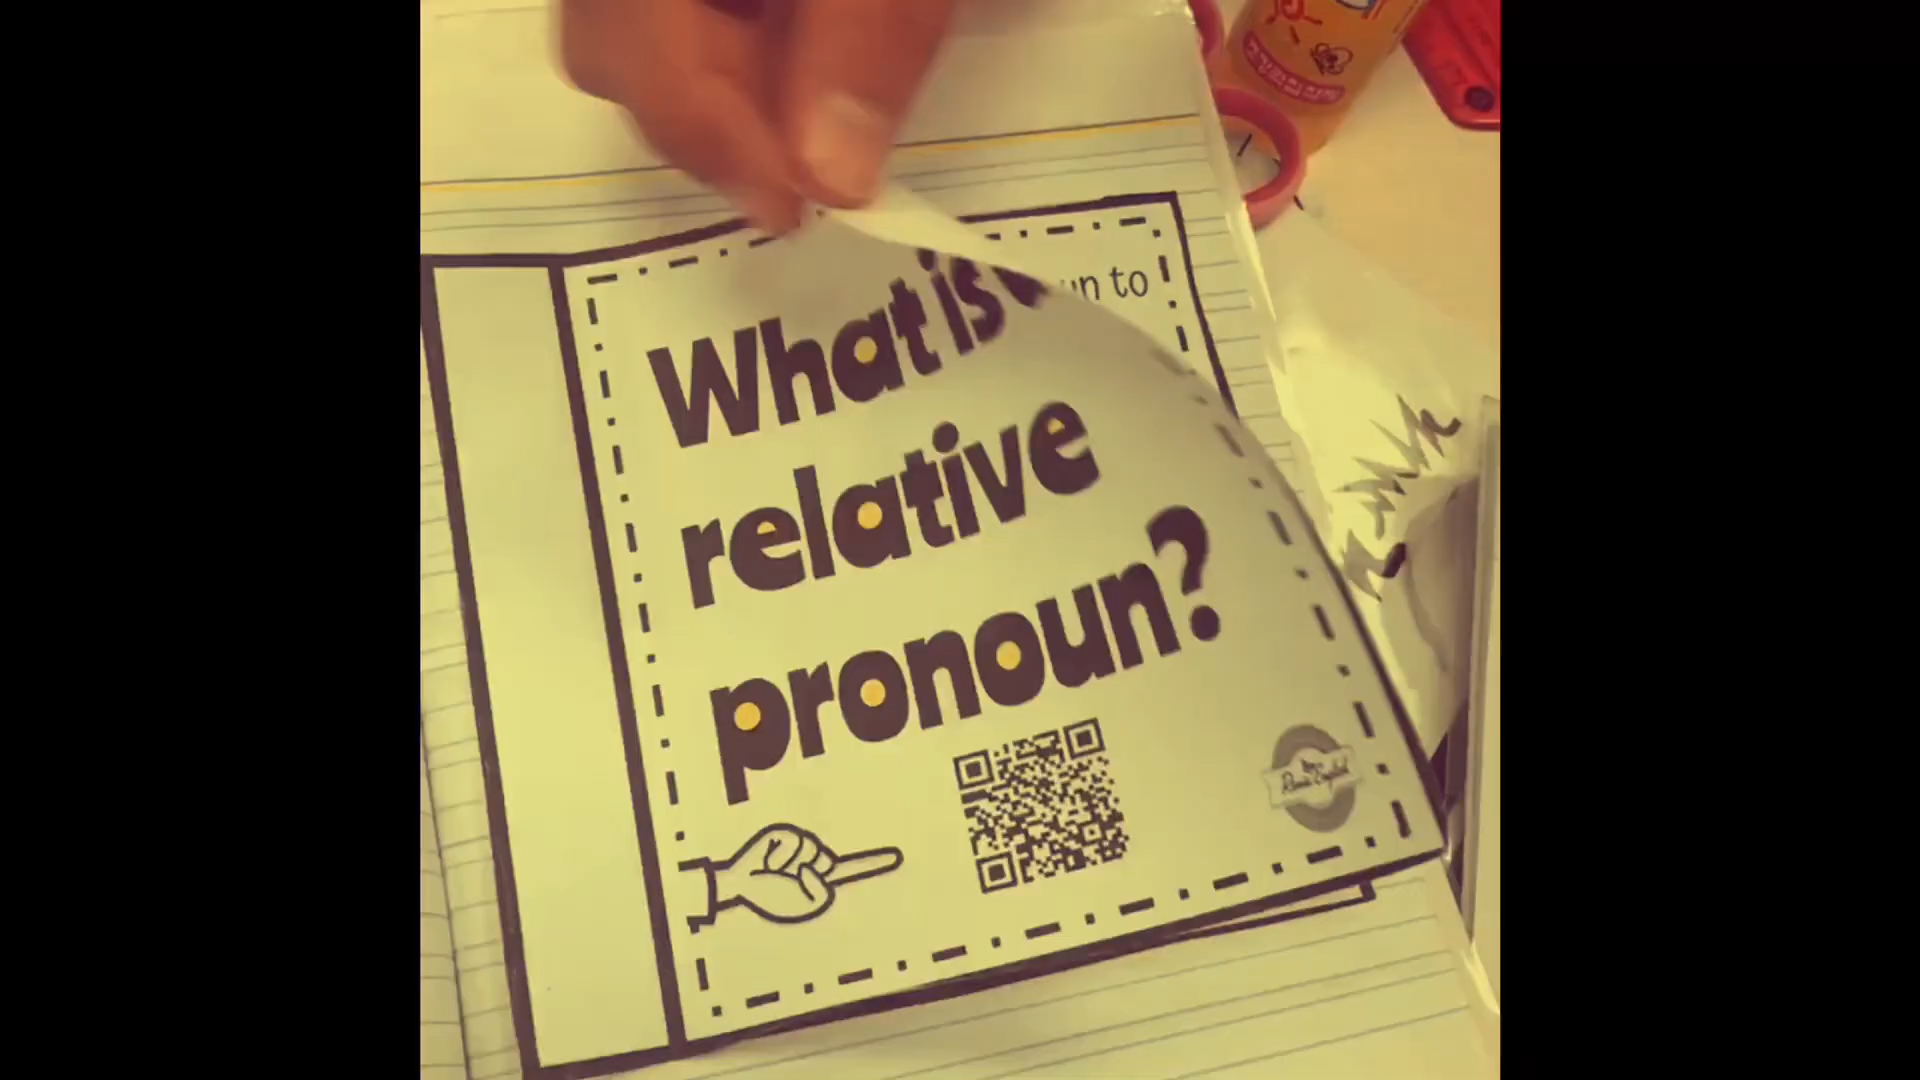 What is
un to
relative
pronoun?